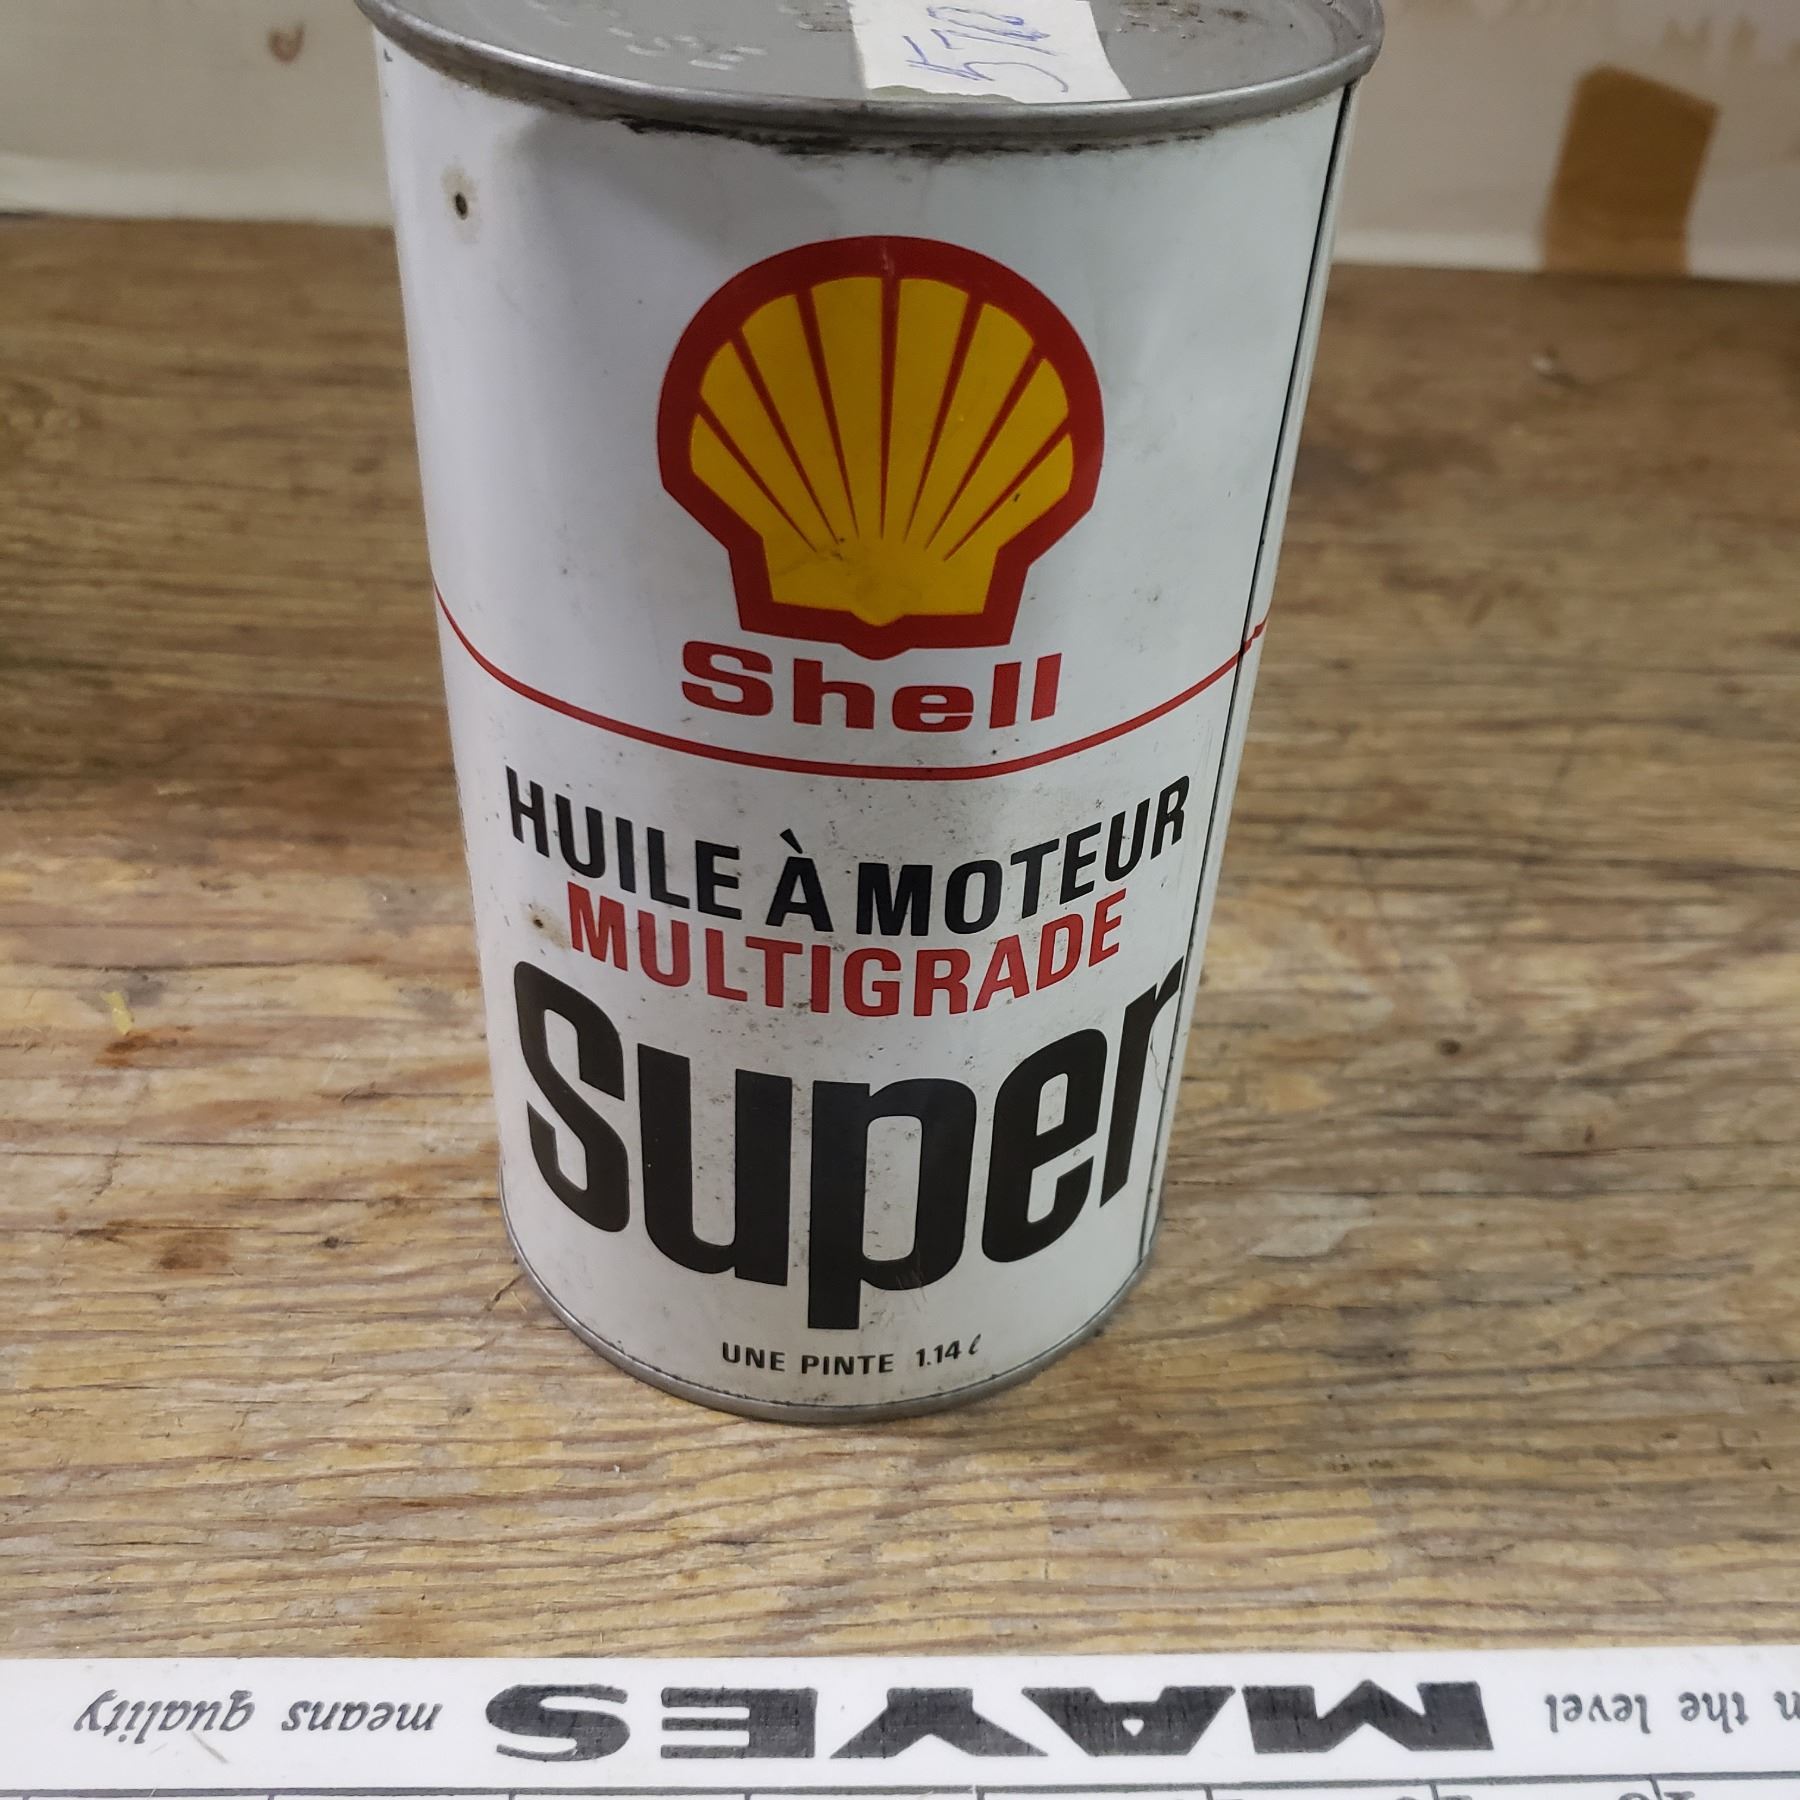 Shell
HUILE À MOTEUR
MULTIGRADE
Super
UNE PINTE 1.14 ℓ
n the level MAYES means quality